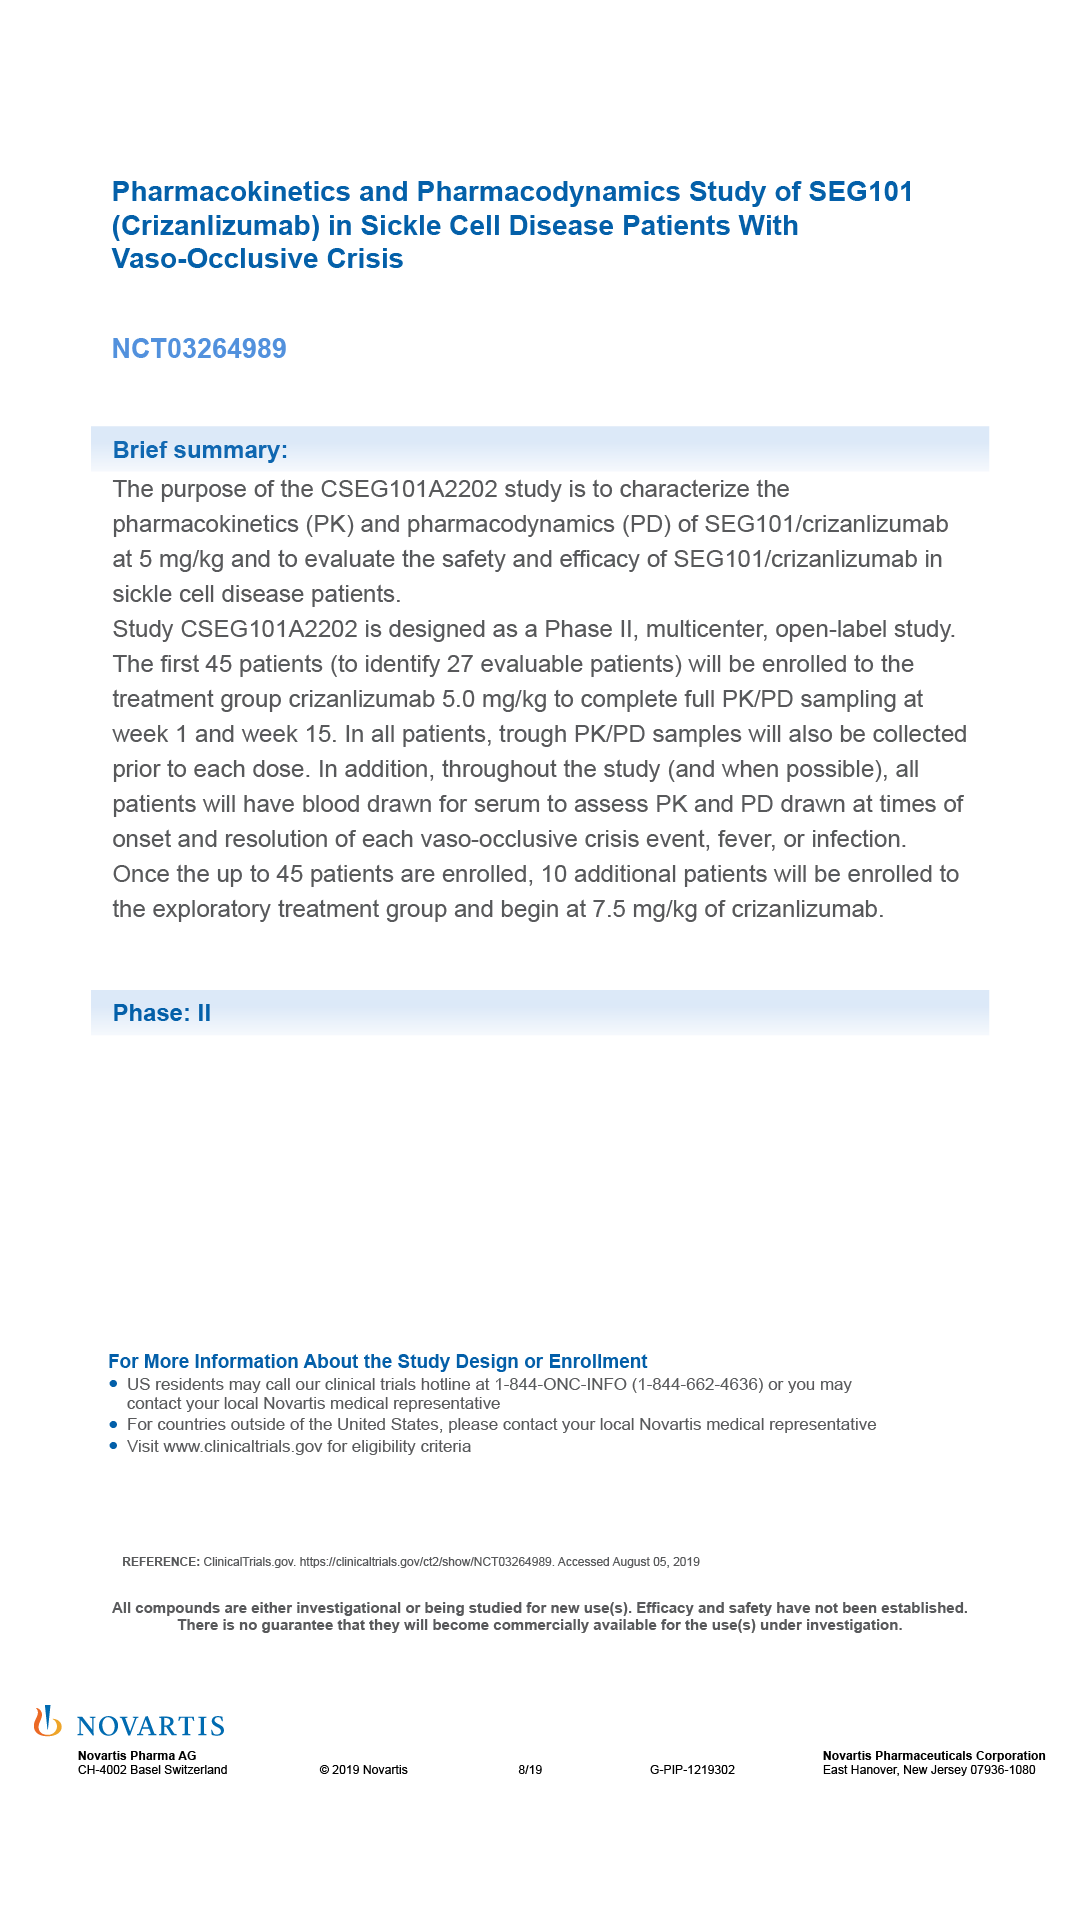 Pharmacokinetics and Pharmacodynamics Study of SEG101
(Crizanlizumab) in Sickle Cell Disease Patients With
Vaso-Occlusive Crisis
NCT03264989
Brief summary:
The purpose of the CSEG101A2202 study is to characterize the
pharmacokinetics (PK) and pharmacodynamics (PD) of SEG101/crizanlizumab
at 5 mg/kg and to evaluate the safety and efficacy of SEG101/crizanlizumab in
sickle cell disease patients.
Study CSEG101A2202 is designed as a Phase II, multicenter, open-label study.
The first 45 patients (to identify 27 evaluable patients) will be enrolled to the
treatment group crizanlizumab 5.0 mg/kg to complete full PK/PD sampling at
week 1 and week 15. In all patients, trough PK/PD samples will also be collected
prior to each dose. In addition, throughout the study (and when possible), all
patients will have blood drawn for serum to assess PK and PD drawn at times of
onset and resolution of each vaso-occlusive crisis event, fever, or infection.
Once the up to 45 patients are enrolled, 10 additional patients will be enrolled to
the exploratory treatment group and begin at 7.5 mg/kg of crizanlizumab.
Phase: II
For More Information About the Study Design or Enrollment
● US residents may call our clinical trials hotline at 1-844-ONC-INFO (1-844-662-4636) or you may
contact your local Novartis medical representative
● For countries outside of the United States, please contact your local Novartis medical representative
● Visit www.clinicaltrials.gov for eligibility criteria
REFERENCE: ClinicalTrials.gov. https://clinicaltrials.gov/ct2/show/NCT03264989. Accessed August 05, 2019
All compounds are either investigational or being studied for new use(s). Efficacy and safety have not been established.
There is no guarantee that they will become commercially available for the use(s) under investigation.
NOVARTIS
Novartis Pharma AG Novartis Pharmaceuticals Corporation
CH-4002 Basel Switzerland © 2019 Novartis 8/19 G-PIP-1219302 East Hanover, New Jersey 07936-1080